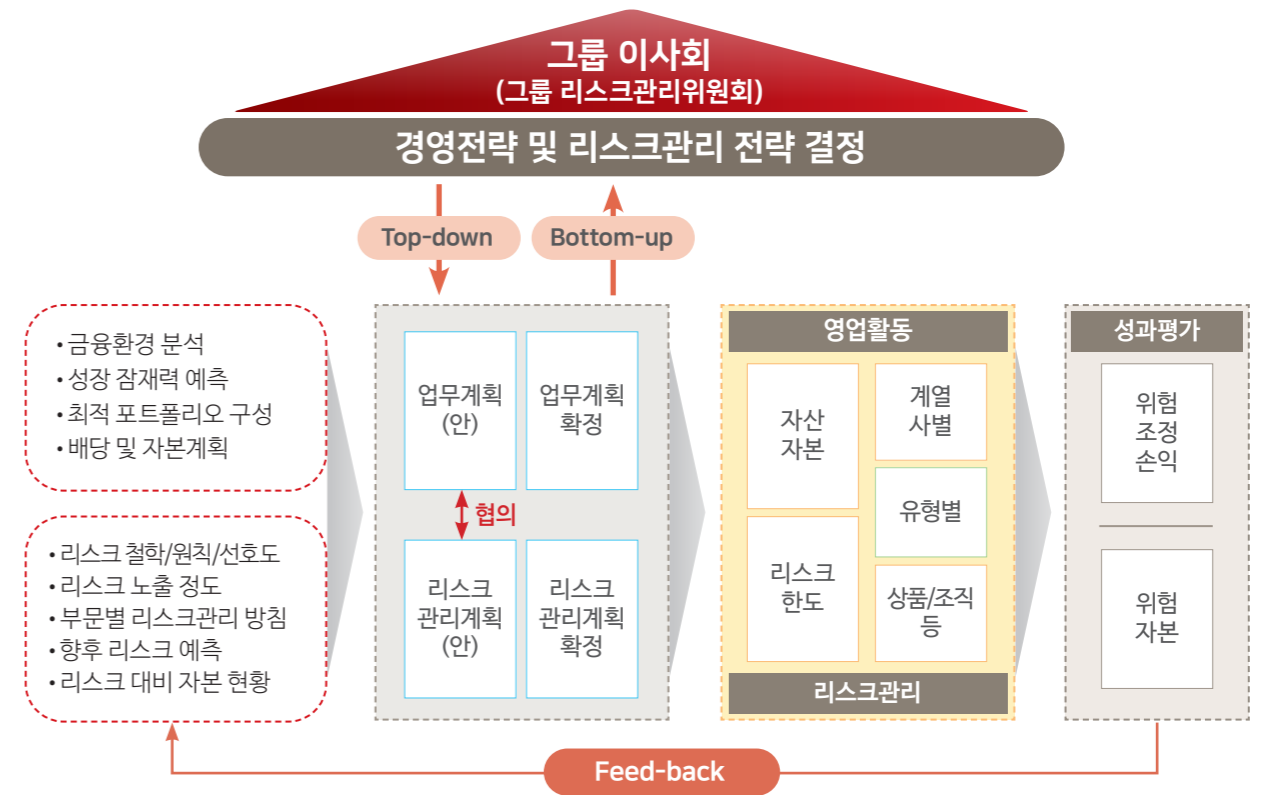 그룹 이사회
(그룹 리스크관리위원회)
경영전략 및 리스크관리 전략 결정
Top-down
Bottom-up
• 금융환경 분석
• 성장 잠재력 예측
• 최적 포트폴리오 구성
• 배당 및 자본계획
• 리스크 철학/원칙/선호도
• 리스크 노출 정도
• 부문별 리스크관리 방침
• 향후 리스크 예측
• 리스크 대비 자본 현황
업무계획
(안)
업무계획
확정
협의
리스크
관리계획
(안)
리스크
관리계획
확정
영업활동
자산
자본
계열
사별
유형별
리스크
한도
상품/조직
등
리스크관리
성과평가
위험
조정
손익
위험
자본
Feed-back